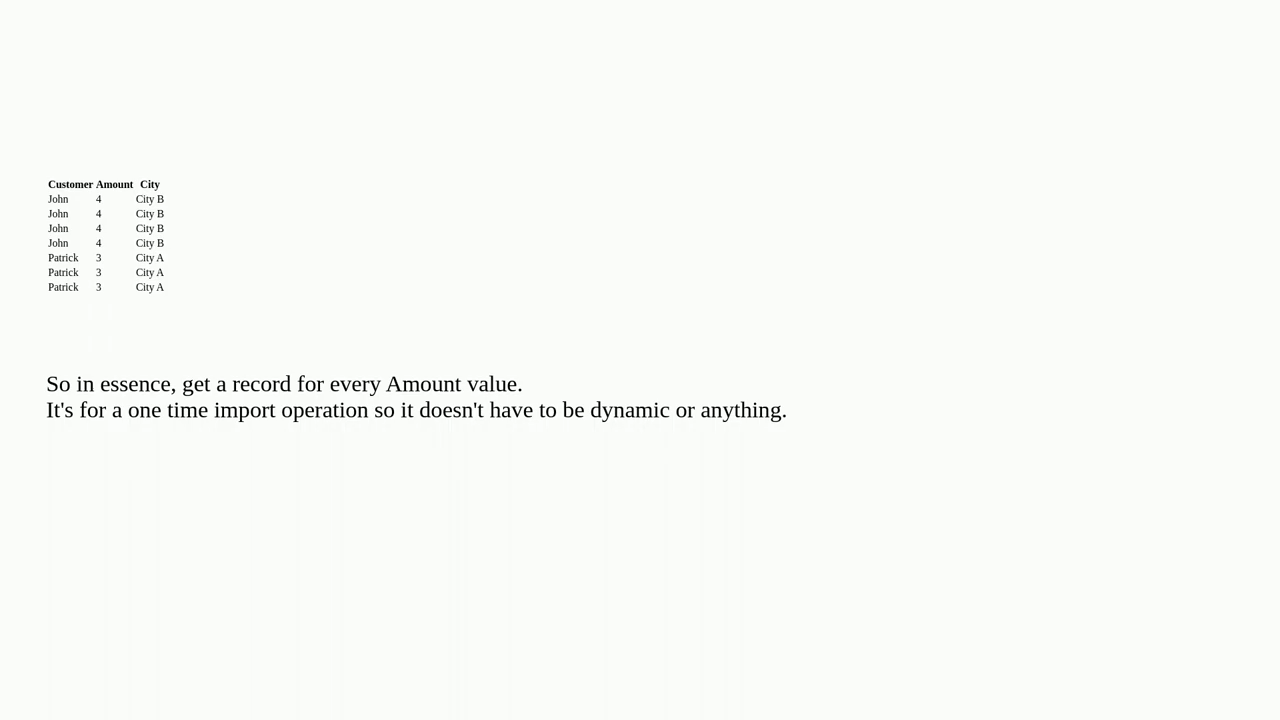 Customer Amount City
John 4 City B
John 4 City B
John 4 City B
John 4 City B
Patrick 3 City A
Patrick 3 City A
Patrick 3 City A
So in essence, get a record for every Amount value.
It's for a one time import operation so it doesn't have to be dynamic or anything.